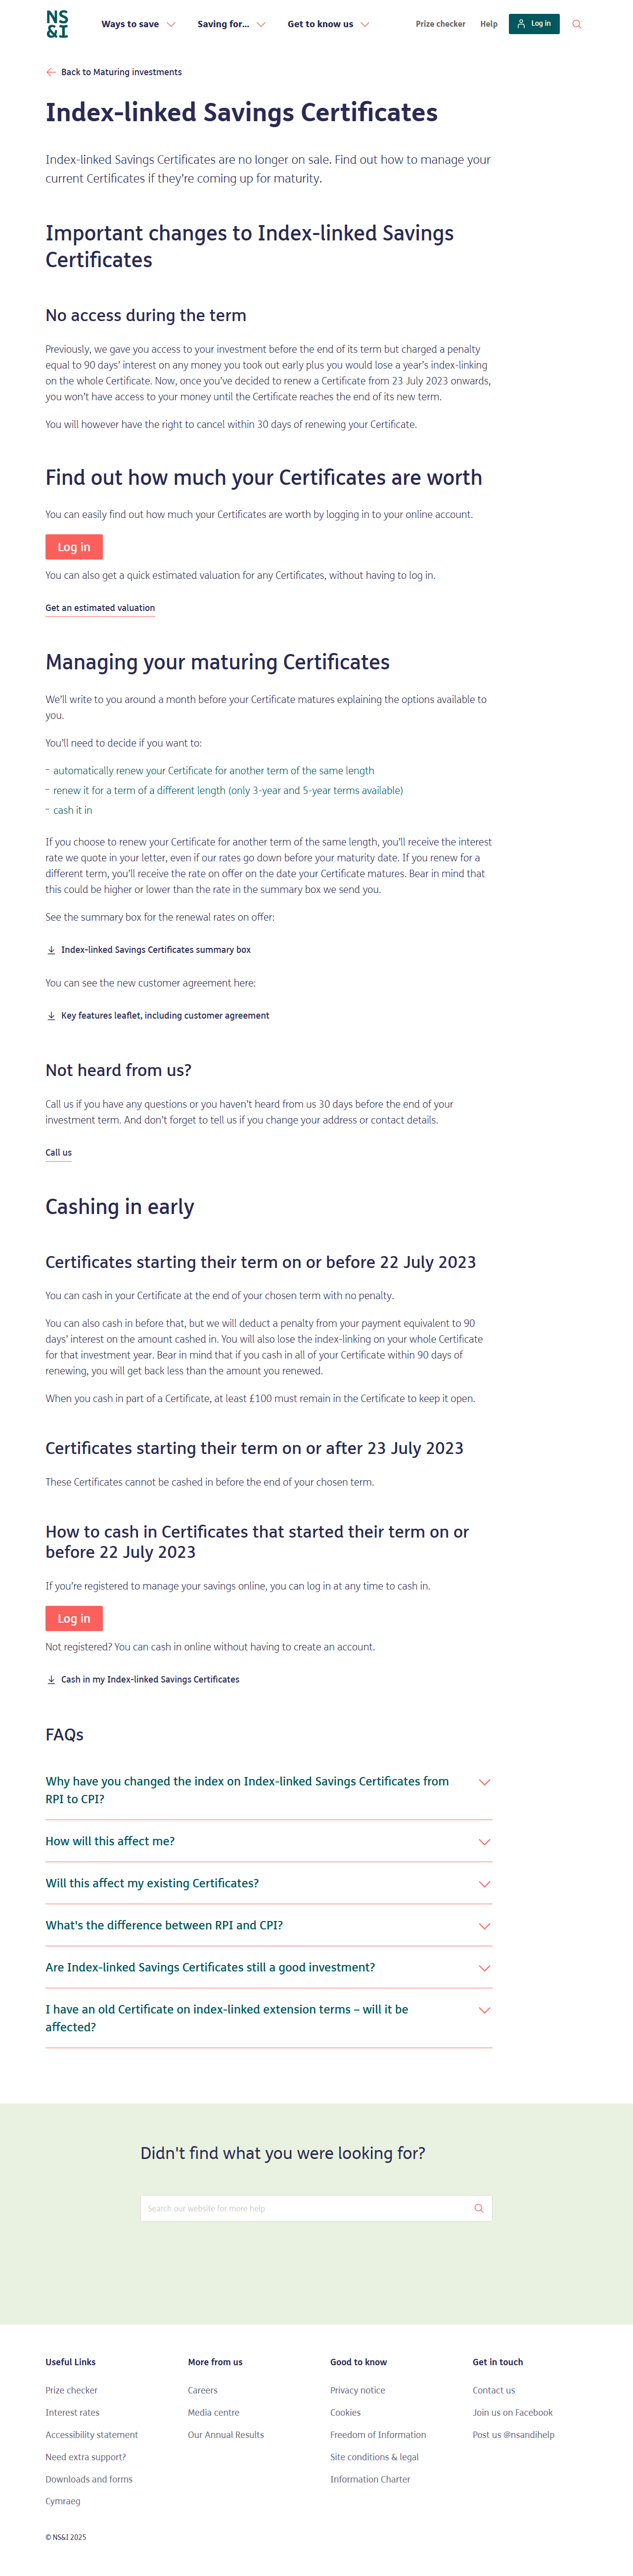 NS
&I
Ways to save
Saving for...
Get to know us
Prize checker
Help
Log in
Back to Maturing investments
Index-linked Savings Certificates
Index-linked Savings Certificates are no longer on sale. Find out how to manage your
current Certificates if they're coming up for maturity.
Important changes to Index-linked Savings
Certificates
No access during the term
Previously, we gave you access to your investment before the end of its term but charged a penalty
equal to 90 days' interest on any money you took out early plus you would lose a year's index-linking
on the whole Certificate. Now, once you've decided to renew a Certificate from 23 July 2023 onwards,
you won't have access to your money until the Certificate reaches the end of its new term.
You will however have the right to cancel within 30 days of renewing your Certificate.
Find out how much your Certificates are worth
You can easily find out how much your Certificates are worth by logging in to your online account.
Log in
You can also get a quick estimated valuation for any Certificates, without having to log in.
Get an estimated valuation
Managing your maturing Certificates
We'll write to you around a month before your Certificate matures explaining the options available to
you.
You'll need to decide if you want to:
– automatically renew your Certificate for another term of the same length
– renew it for a term of a different length (only 3-year and 5-year terms available)
– cash it in
If you choose to renew your Certificate for another term of the same length, you'll receive the interest
rate we quote in your letter, even if our rates go down before your maturity date. If you renew for a
different term, you'll receive the rate on offer on the date your Certificate matures. Bear in mind that
this could be higher or lower than the rate in the summary box we send you.
See the summary box for the renewal rates on offer:
Index-linked Savings Certificates summary box
You can see the new customer agreement here:
Key features leaflet, including customer agreement
Not heard from us?
Call us if you have any questions or you haven't heard from us 30 days before the end of your
investment term. And don't forget to tell us if you change your address or contact details.
Call us
Cashing in early
Certificates starting their term on or before 22 July 2023
You can cash in your Certificate at the end of your chosen term with no penalty.
You can also cash in before that, but we will deduct a penalty from your payment equivalent to 90
days' interest on the amount cashed in. You will also lose the index-linking on your whole Certificate
for that investment year. Bear in mind that if you cash in all of your Certificate within 90 days of
renewing, you will get back less than the amount you renewed.
When you cash in part of a Certificate, at least £100 must remain in the Certificate to keep it open.
Certificates starting their term on or after 23 July 2023
These Certificates cannot be cashed in before the end of your chosen term.
How to cash in Certificates that started their term on or
before 22 July 2023
If you're registered to manage your savings online, you can log in at any time to cash in.
Log in
Not registered? You can cash in online without having to create an account.
Cash in my Index-linked Savings Certificates
FAQs
Why have you changed the index on Index-linked Savings Certificates from
RPI to CPI?
How will this affect me?
Will this affect my existing Certificates?
What's the difference between RPI and CPI?
Are Index-linked Savings Certificates still a good investment?
I have an old Certificate on index-linked extension terms – will it be
affected?
Didn't find what you were looking for?
Search our website for more help
Useful Links
Prize checker
Interest rates
Accessibility statement
Need extra support?
Downloads and forms
Cymraeg
More from us
Careers
Media centre
Our Annual Results
Good to know
Privacy notice
Cookies
Freedom of Information
Site conditions & legal
Information Charter
Get in touch
Contact us
Join us on Facebook
Post us @nsandihelp
© NS&I 2025